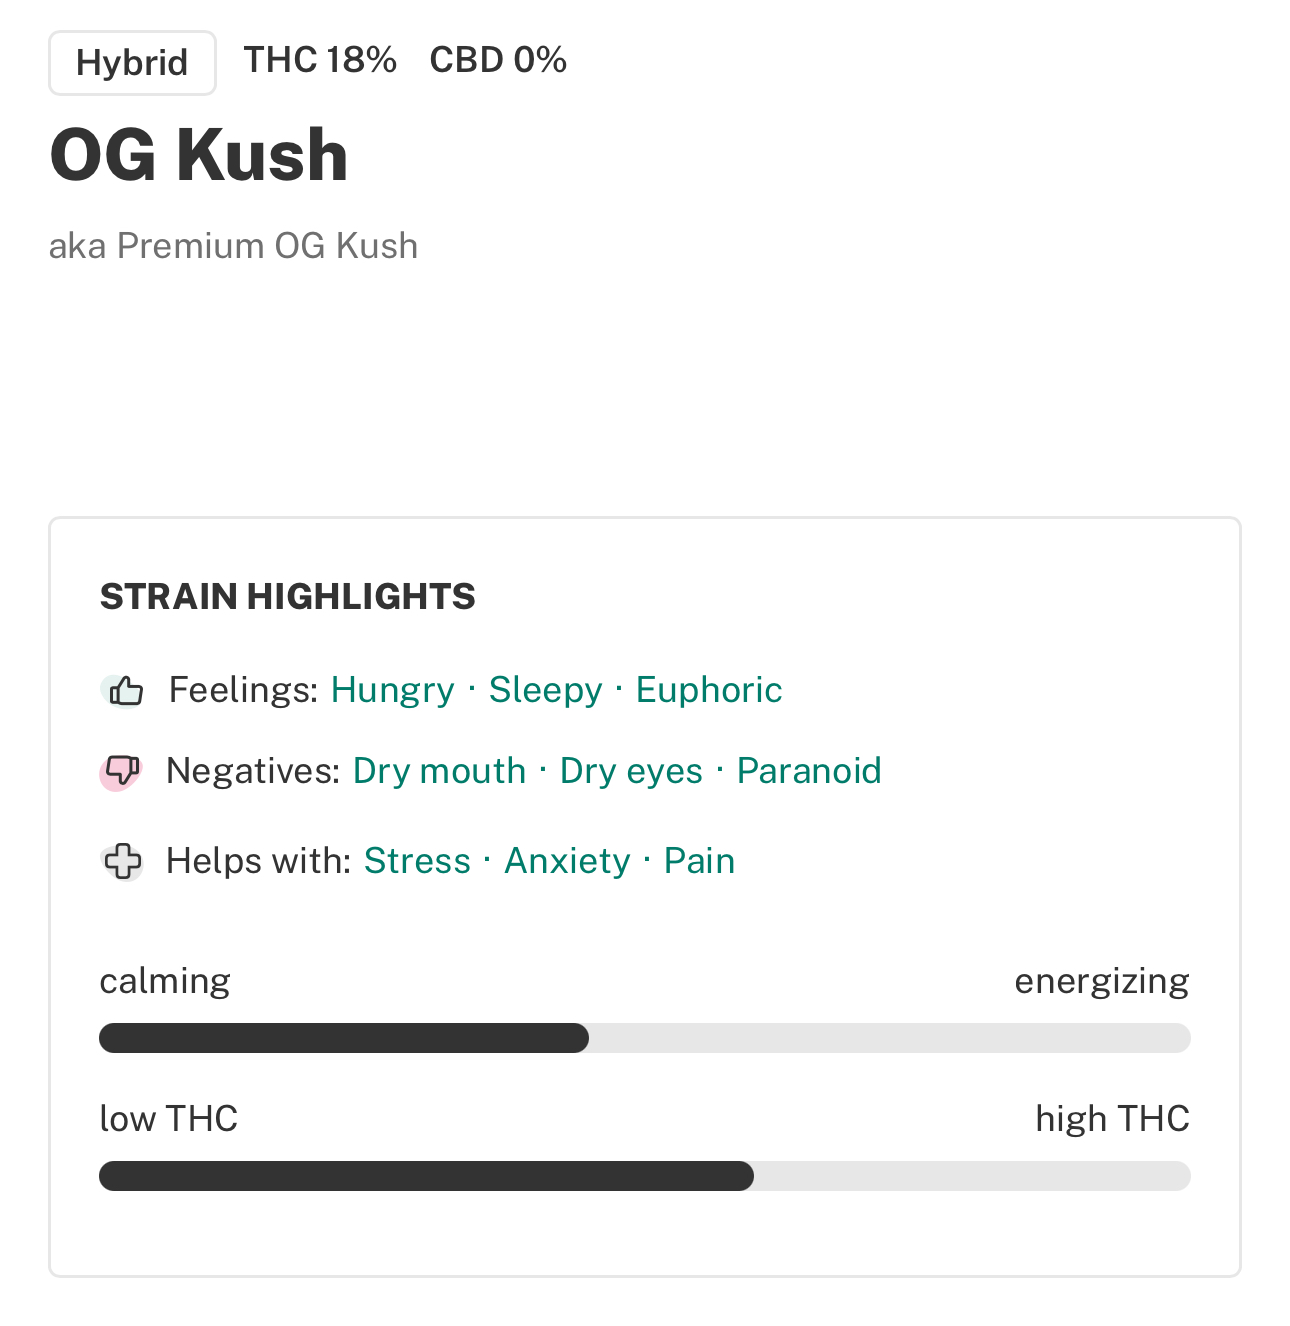 Hybrid THC 18% CBD 0%
OG Kush
aka Premium OG Kush
STRAIN HIGHLIGHTS
Feelings: Hungry · Sleepy · Euphoric
Negatives: Dry mouth · Dry eyes · Paranoid
Helps with: Stress · Anxiety · Pain
calming energizing
low THC high THC